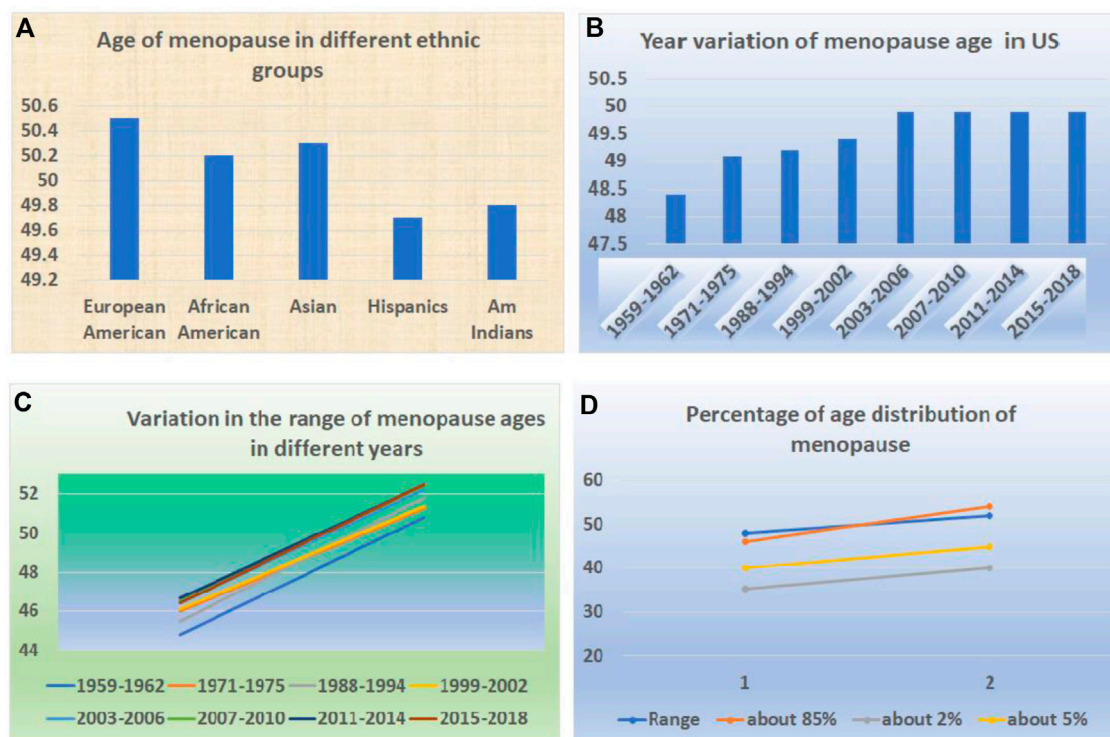 A
Age of menopause in different ethnic
groups
50.6
50.4
50.2
50
49.8
49.6
49.4
49.2
European
American
African
American
Asian
Hispanics
Am
Indians
B
Year variation of menopause age in US
50.5
50
49.5
49
48.5
48
47.5
1959-1962
1971-1975
1988-1994
1999-2002
2003-2006
2007-2010
2011-2014
2015-2018
C
Variation in the range of menopause ages
in different years
52
50
48
46
44
1959-1962 1971-1975 1988-1994 1999-2002
2003-2006 2007-2010 2011-2014 2015-2018
D
Percentage of age distribution of
menopause
60
50
40
30
20
1 2
Range about 85% about 2% about 5%